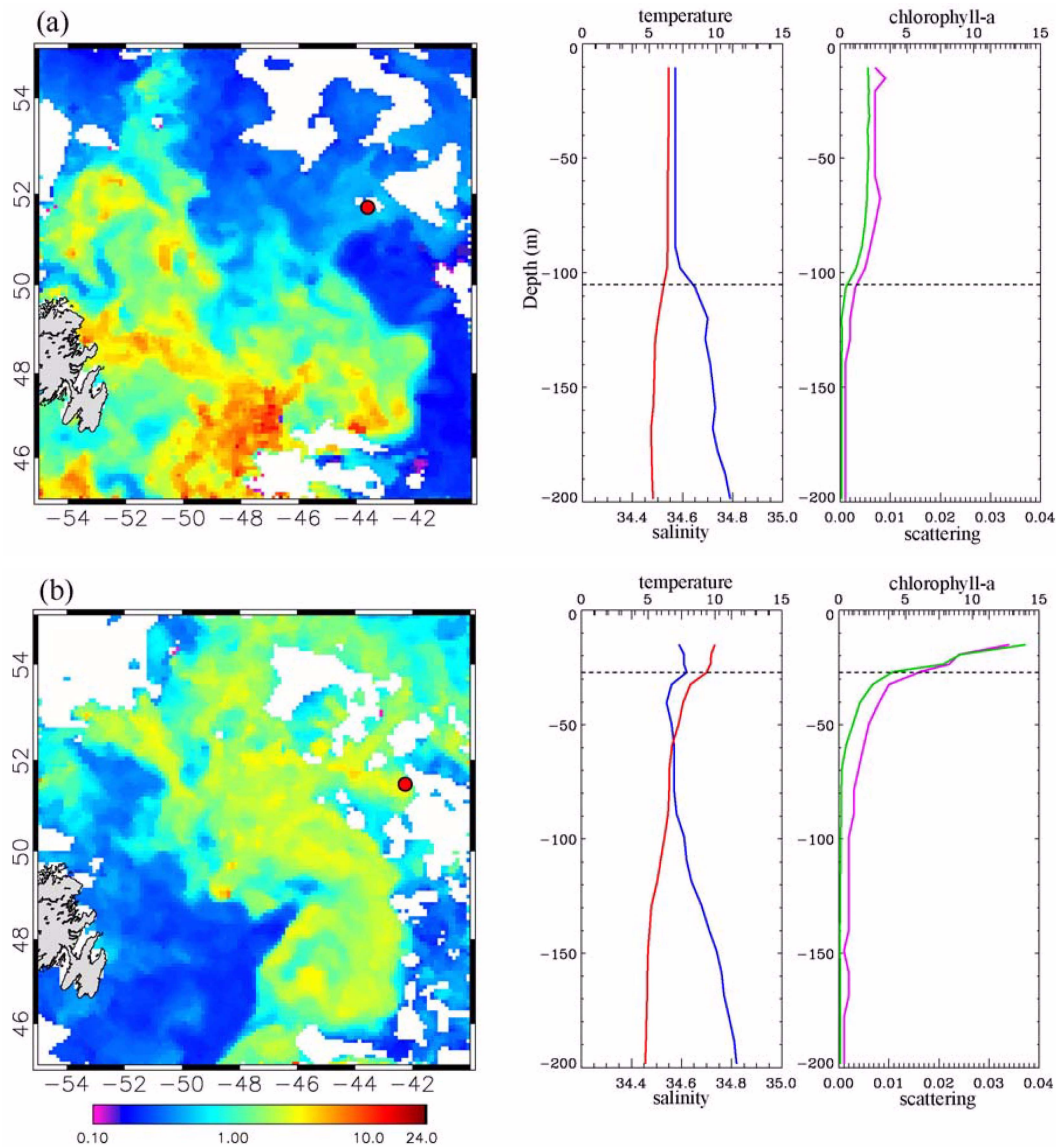 (a)
54
52
50
48
46
−54 −52 −50 −48 −46 −44 −42
temperature
0 5 10 15
0
−50
−100
−150
−200
Depth (m)
34.4 34.6 34.8 35.0
salinity
chlorophyll-a
0 5 10 15
0.00 0.01 0.02 0.03 0.04
scattering
(b)
54
52
50
48
46
−54 −52 −50 −48 −46 −44 −42
0.10 1.00 10.0 24.0
temperature
0 5 10 15
0
−50
−100
−150
−200
34.4 34.6 34.8 35.0
salinity
chlorophyll-a
0 5 10 15
0.00 0.01 0.02 0.03 0.04
scattering